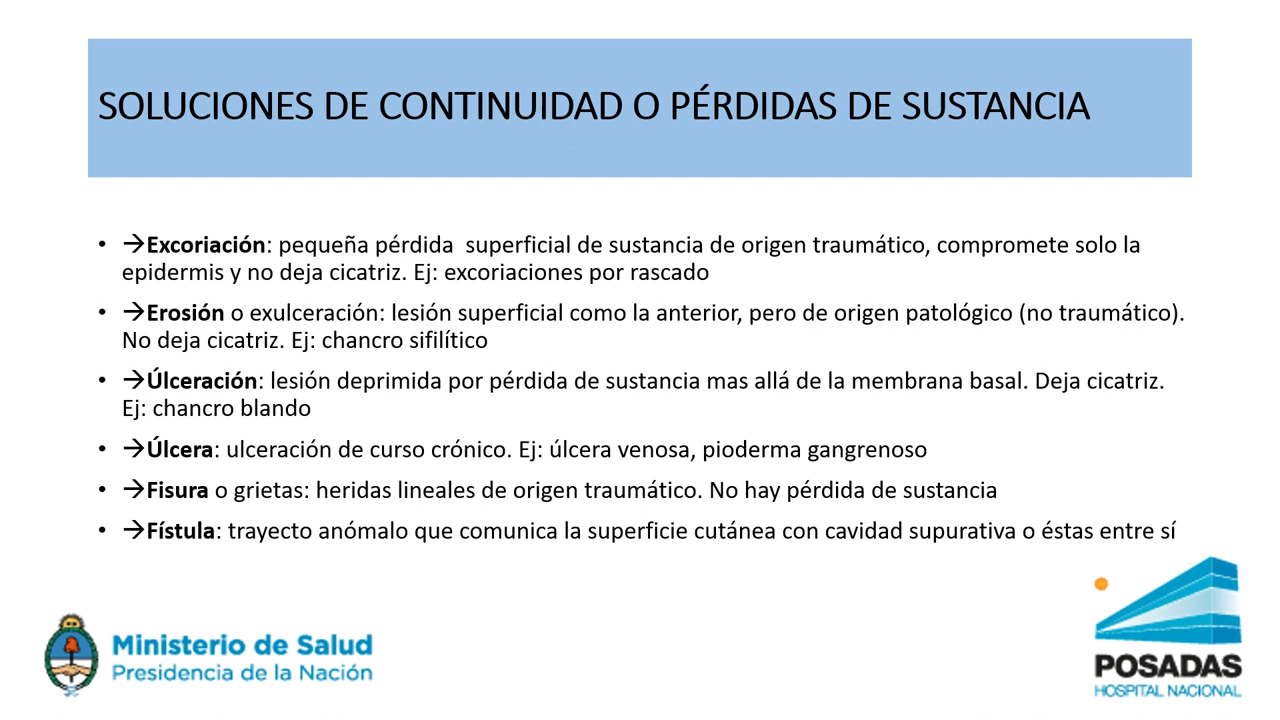 SOLUCIONES DE CONTINUIDAD O PÉRDIDAS DE SUSTANCIA
• →Excoriación: pequeña pérdida  superficial de sustancia de origen traumático, compromete solo la
epidermis y no deja cicatriz. Ej: excoriaciones por rascado
• →Erosión o exulceración: lesión superficial como la anterior, pero de origen patológico (no traumático).
No deja cicatriz. Ej: chancro sifilítico
• →Úlceración: lesión deprimida por pérdida de sustancia mas allá de la membrana basal. Deja cicatriz.
Ej: chancro blando
• →Úlcera: ulceración de curso crónico. Ej: úlcera venosa, pioderma gangrenoso
• →Fisura o grietas: heridas lineales de origen traumático. No hay pérdida de sustancia
• →Fístula: trayecto anómalo que comunica la superficie cutánea con cavidad supurativa o éstas entre sí
Ministerio de Salud
Presidencia de la Nación
POSADAS
HOSPITAL NACIONAL